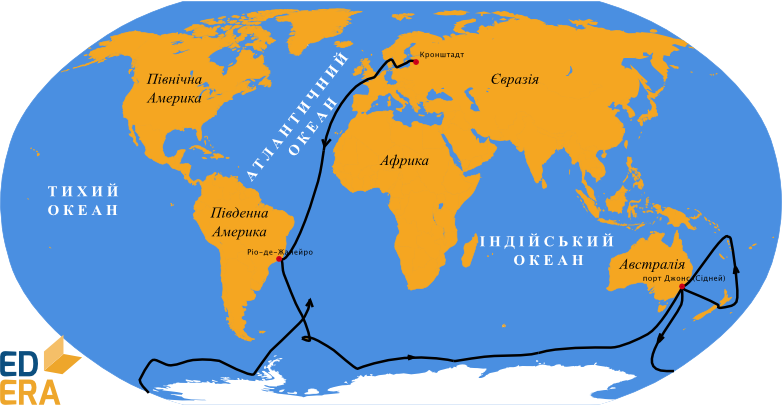 Кронштадт
Північна
Америка
Євразія
АТЛАНТИЧНИЙ
ОКЕАН
Африка
ТИХИЙ
ОКЕАН
Південна
Америка
Ріо-де-Жанейро
ІНДІЙСЬКИЙ
ОКЕАН
Австралія
порт Джонс(Сідней)
ED
ERA